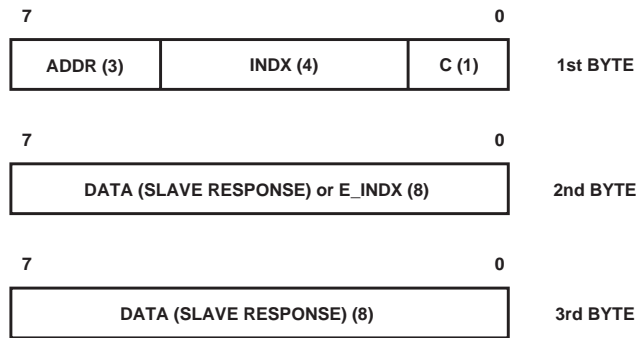 7 0
ADDR (3) INDX (4) C (1) 1st BYTE
7 0
DATA (SLAVE RESPONSE) or E_INDX (8) 2nd BYTE
7 0
DATA (SLAVE RESPONSE) (8) 3rd BYTE